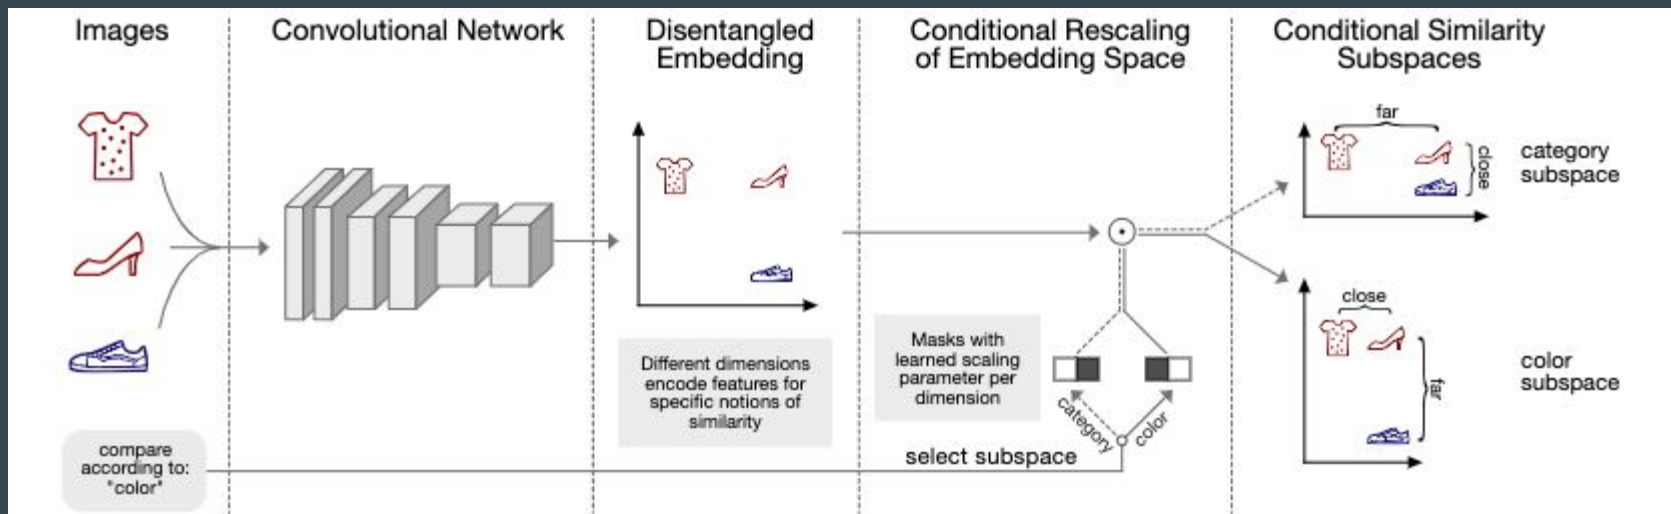 Images
Convolutional Network
Disentangled
Embedding
Conditional Rescaling
of Embedding Space
Conditional Similarity
Subspaces
compare
according to:
"color"
Different dimensions
encode features for
specific notions of
similarity
Masks with
learned scaling
parameter per
dimension
category
color
select subspace
far
close
category
subspace
close
far
color
subspace